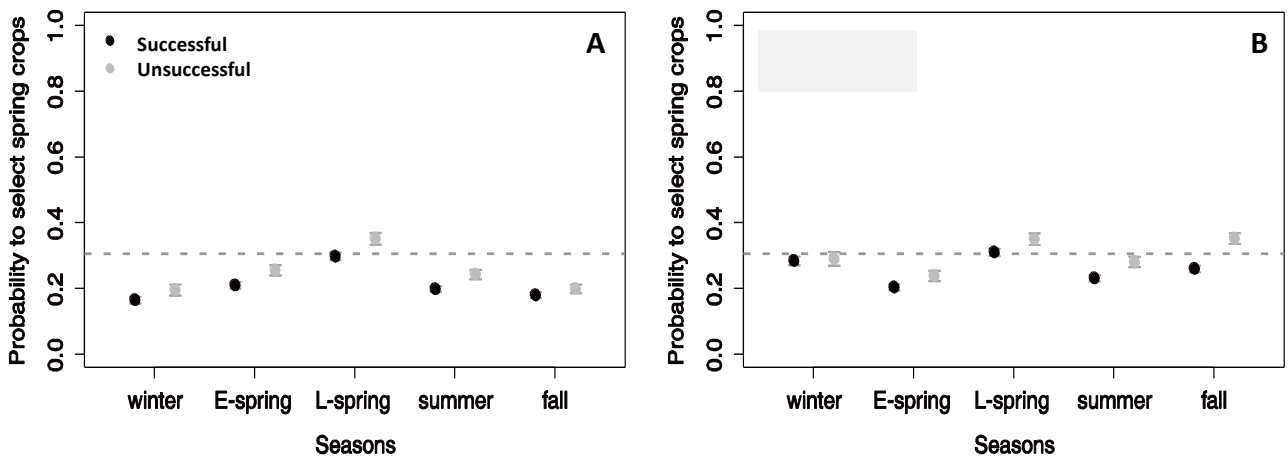 Probability to select spring crops
1.0
0.8
0.6
0.4
0.2
0.0
Successful
Unsuccessful
A
winter E-spring L-spring summer fall
Seasons
Probability to select spring crops
1.0
0.8
0.6
0.4
0.2
0.0
B
winter E-spring L-spring summer fall
Seasons